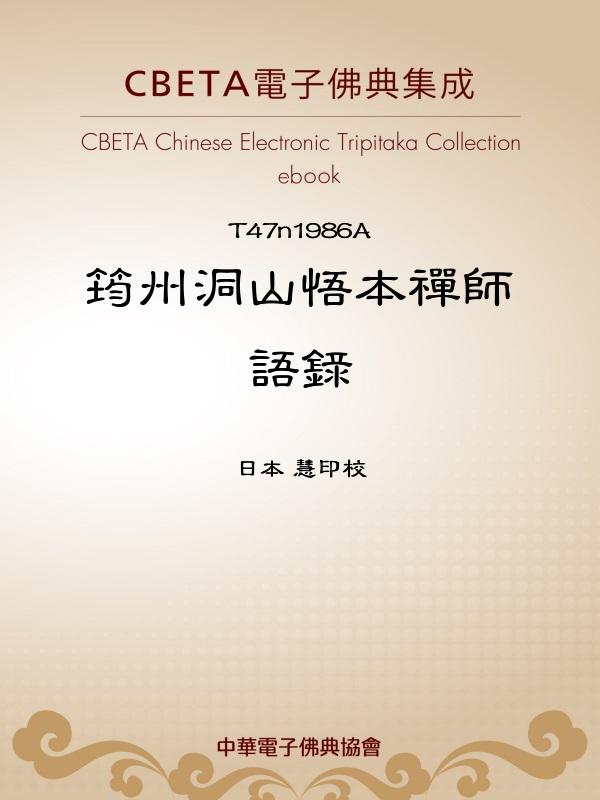 CBETA電子佛典集成
CBETA Chinese Electronic Tripitaka Collection
ebook
T47n1986A
筠州洞山悟本禪師
語錄
日本 慧印校
中華電子佛典協會